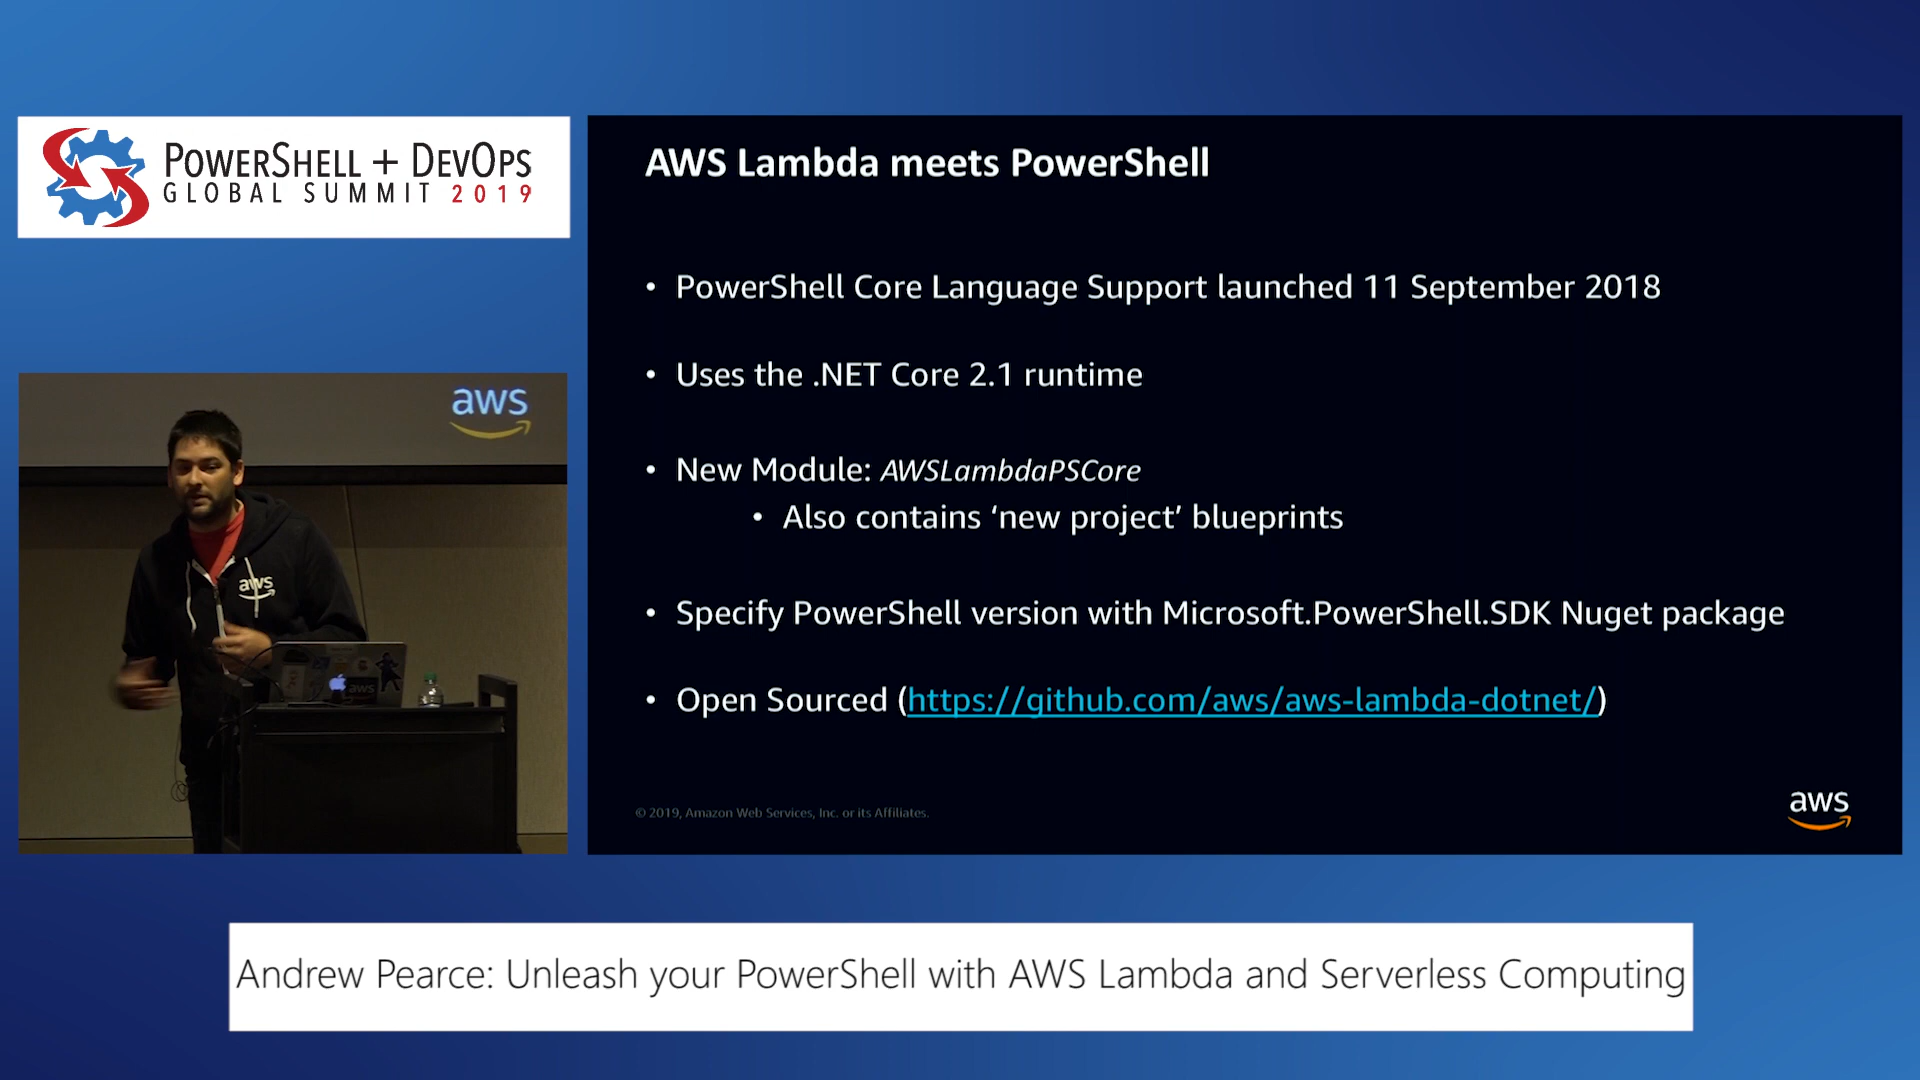 POWERSHELL + DEVOPS
GLOBAL SUMMIT 2019
aws
aws
aws
AWS Lambda meets PowerShell
• PowerShell Core Language Support launched 11 September 2018
• Uses the .NET Core 2.1 runtime
• New Module: AWSLambdaPSCore
• Also contains ‘new project’ blueprints
• Specify PowerShell version with Microsoft.PowerShell.SDK Nuget package
• Open Sourced (https://github.com/aws/aws-lambda-dotnet/)
© 2019, Amazon Web Services, Inc. or its Affiliates.
aws
Andrew Pearce: Unleash your PowerShell with AWS Lambda and Serverless Computing